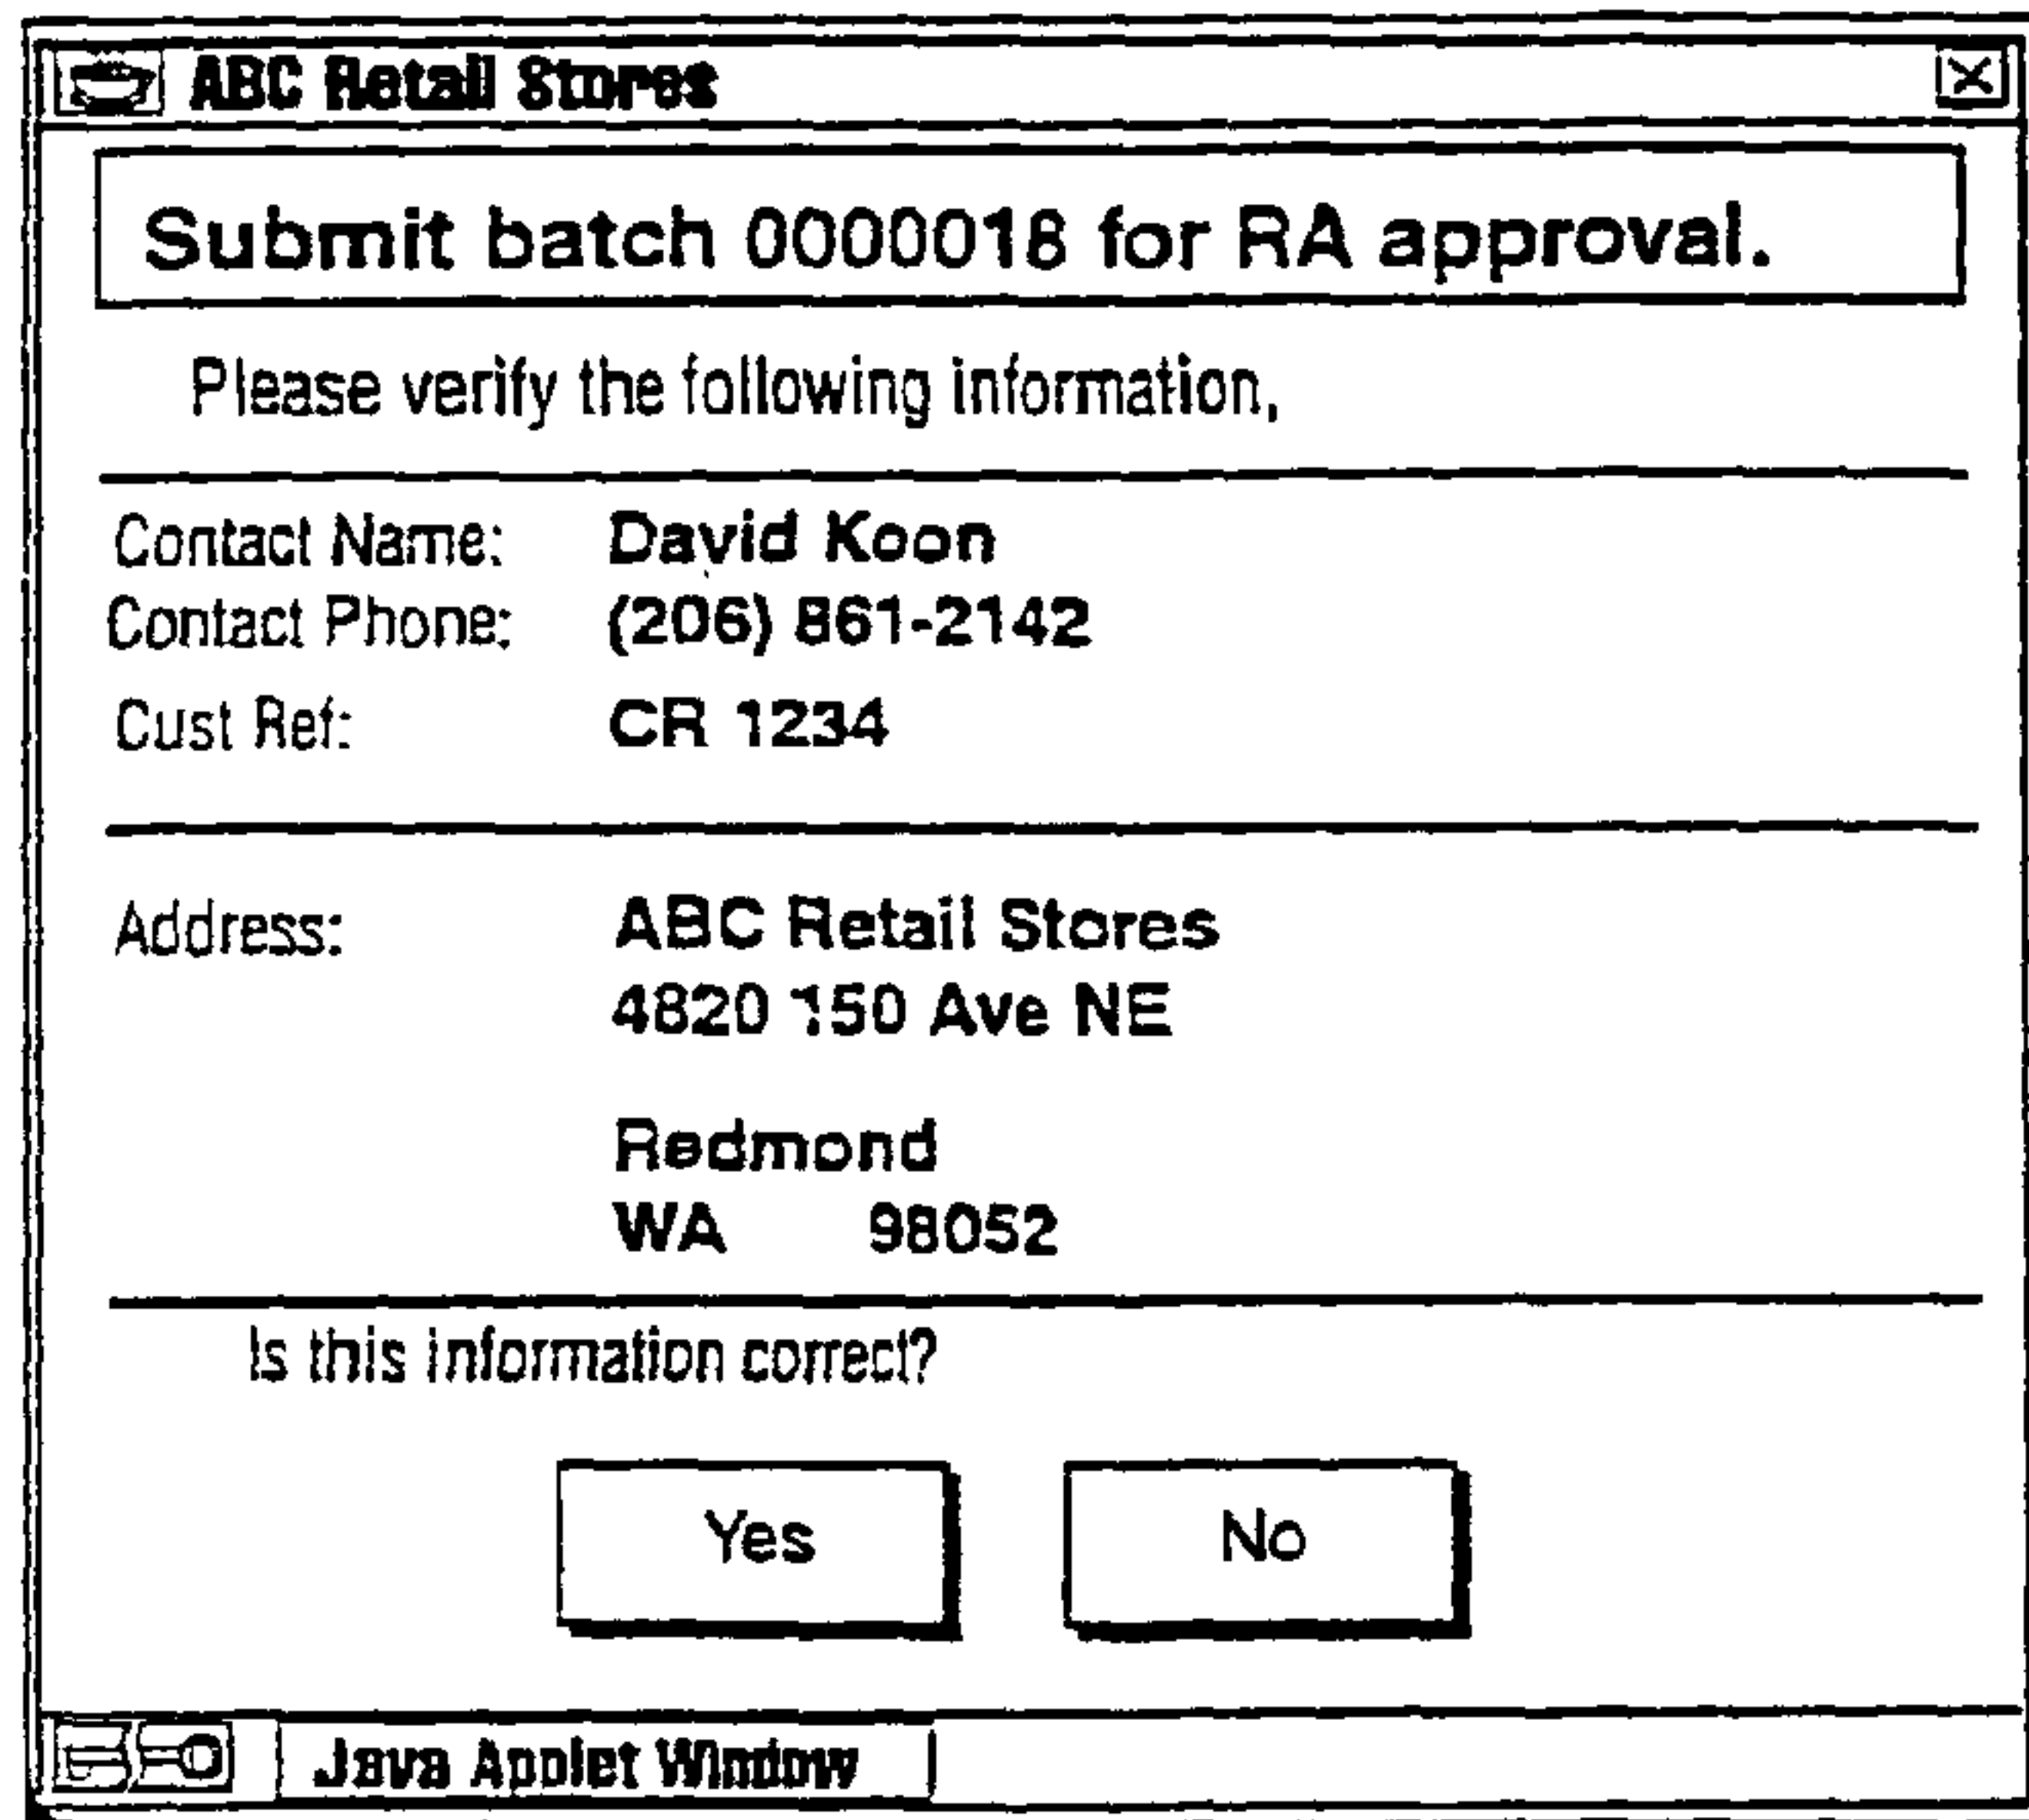 ABC Retail Stores
Submit batch 0000018 for RA approval.
Please verify the following information,
Contact Name: David Koon
Contact Phone: (206) 861-2142
Cust Ref: CR 1234
Address: ABC Retail Stores
4820 150 Ave NE
Redmond
WA 98052
Is this information correct?
Yes No
Java Applet Window